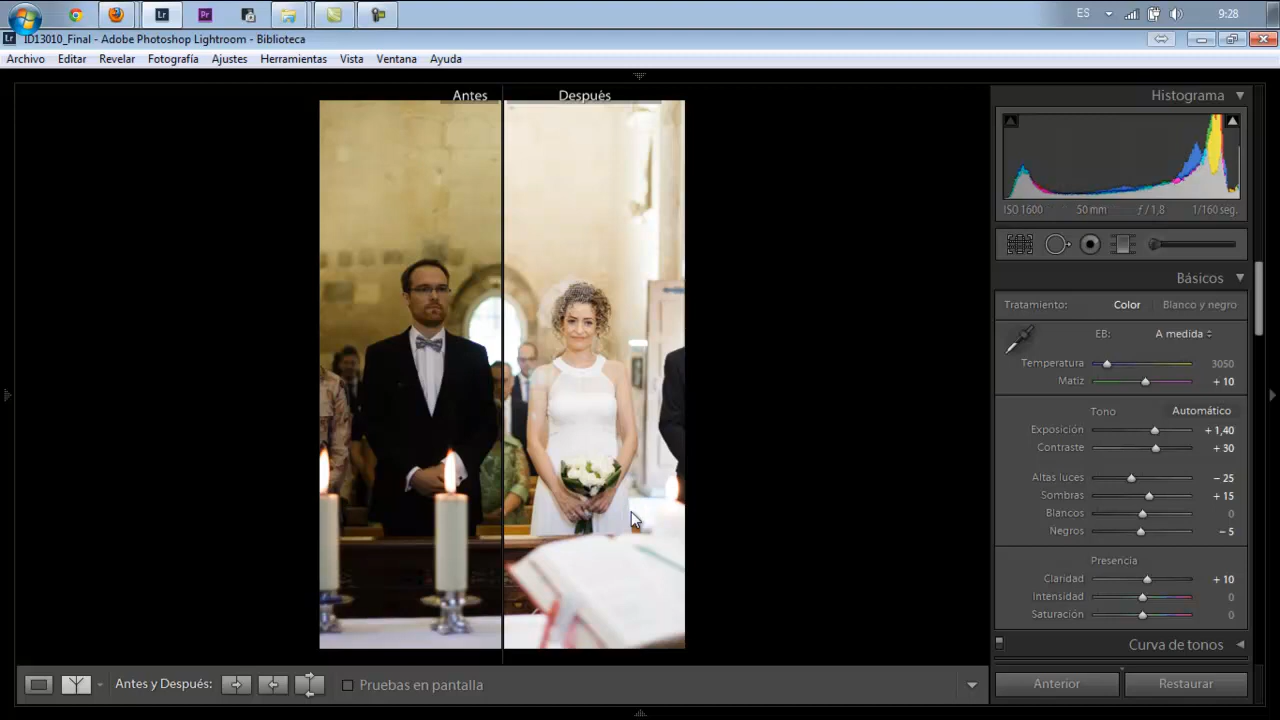 Lr
Pr
ES
9:28
Lr ID13010_Final - Adobe Photoshop Lightroom - Biblioteca
Archivo Editar Revelar Fotografía Ajustes Herramientas Vista Ventana Ayuda
Antes Después
Histograma
ISO 1600 50 mm ƒ / 1,8 1/160 seg.
Básicos
Tratamiento: Color Blanco y negro
EB: A medida
Temperatura 3050
Matiz + 10
Tono Automático
Exposición + 1,40
Contraste + 30
Altas luces − 25
Sombras + 15
Blancos 0
Negros − 5
Presencia
Claridad + 10
Intensidad 0
Saturación 0
Curva de tonos
Antes y Después: Pruebas en pantalla
Anterior Restaurar